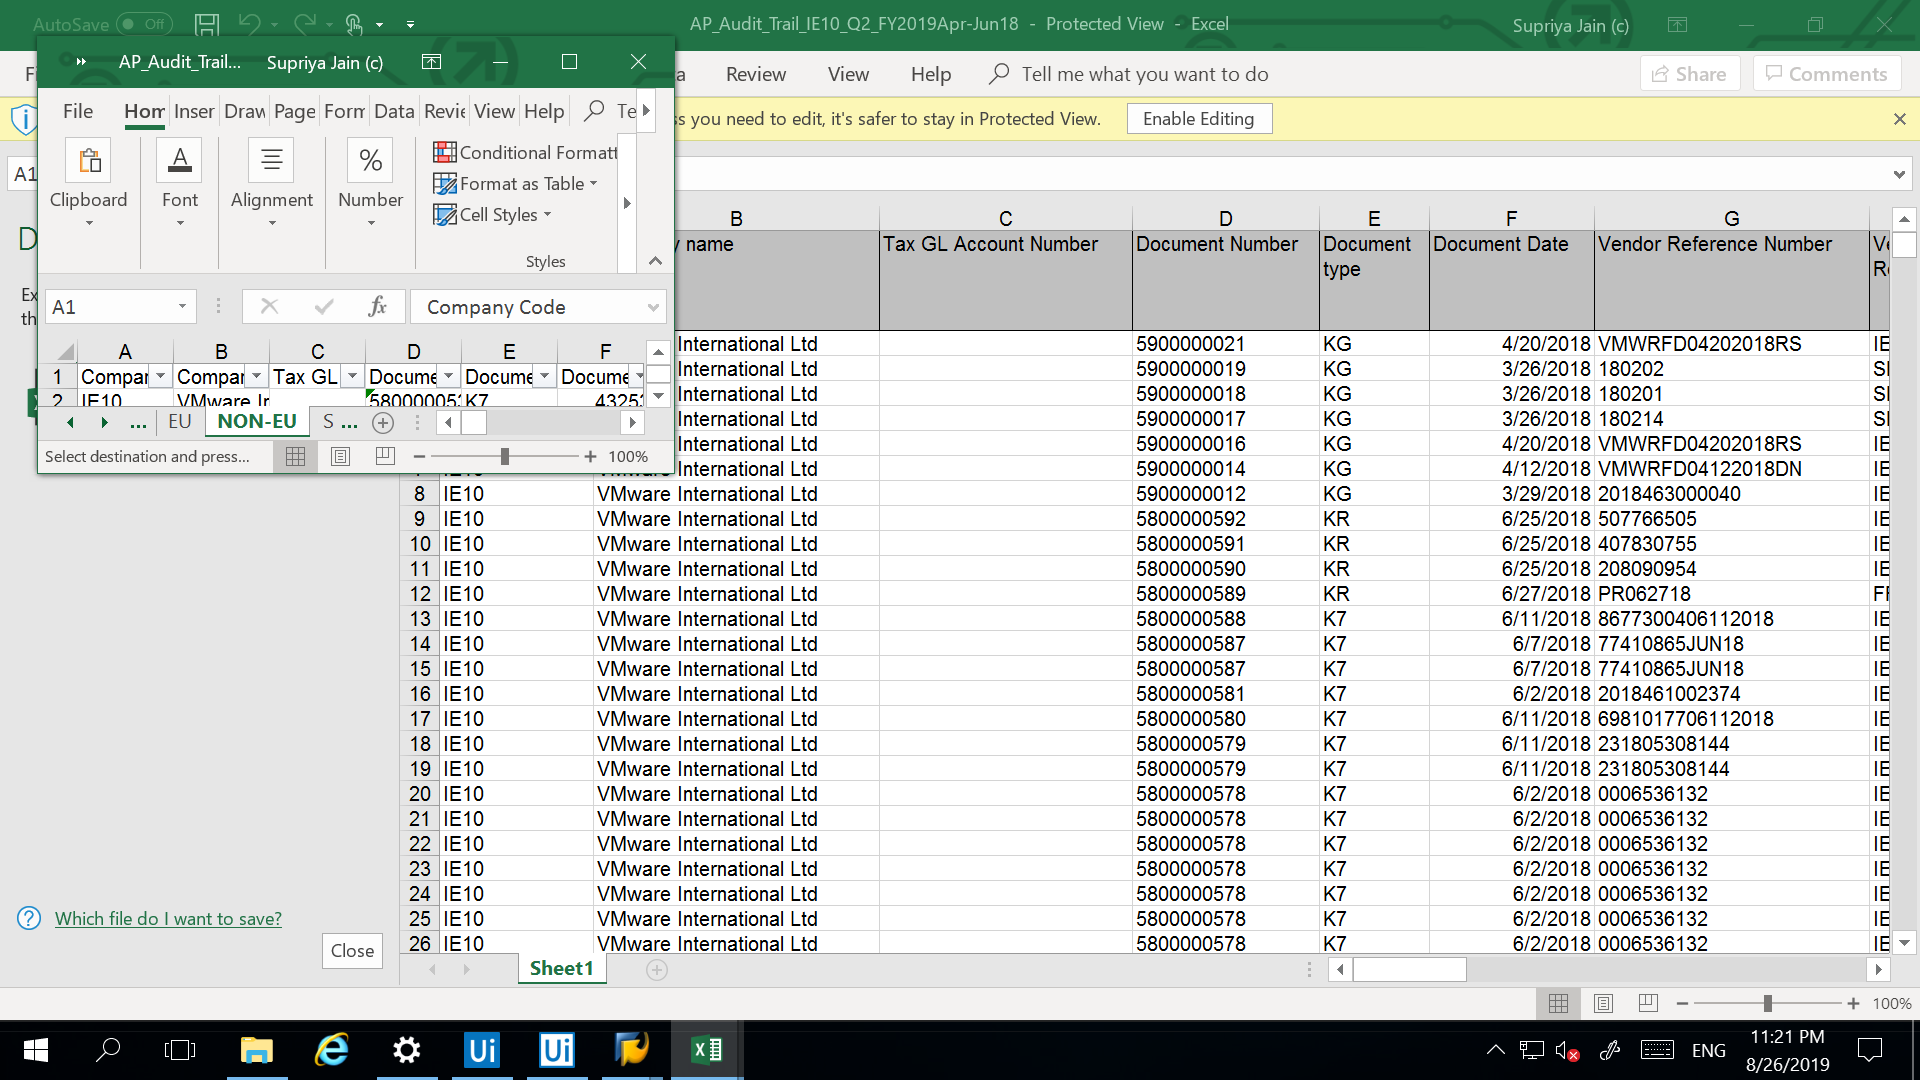 AutoSave Off
AP_Audit_Trail_IE10_Q2_FY2019Apr-Jun18 - Protected View - Excel
Supriya Jain (c)
Review View Help Tell me what you want to do
Share Comments
s you need to edit, it's safer to stay in Protected View. Enable Editing
A1
AP_Audit_Trail... Supriya Jain (c)
File Hom Inser Draw Page Form Data Revie View Help Te
Clipboard Font Alignment Number
Conditional Formatt
Format as Table
Cell Styles
Styles
A1 fx Company Code
A B C D E F
1 Compar Compar Tax GL Docume Docume Docume
2 IE10 VMware Ir K7
... EU NON-EU S ...
Select destination and press... 100%
D
Ex
th
B C D E F G
y name Tax GL Account Number Document Number Document type Document Date Vendor Reference Number
International Ltd 5900000021 KG 4/20/2018 VMWRFD04202018RS IE
International Ltd 5900000019 KG 3/26/2018 180202 SI
International Ltd 5900000018 KG 3/26/2018 180201 SI
International Ltd 5900000017 KG 3/26/2018 180214 SI
International Ltd 5900000016 KG 4/20/2018 VMWRFD04202018RS IE
International Ltd 5900000014 KG 4/12/2018 VMWRFD04122018DN IE
8 IE10 VMware International Ltd 5900000012 KG 3/29/2018 2018463000040 IE
9 IE10 VMware International Ltd 5800000592 KR 6/25/2018 507766505 IE
10 IE10 VMware International Ltd 5800000591 KR 6/25/2018 407830755 IE
11 IE10 VMware International Ltd 5800000590 KR 6/25/2018 208090954 IE
12 IE10 VMware International Ltd 5800000589 KR 6/27/2018 PR062718
13 IE10 VMware International Ltd 5800000588 K7 6/11/2018 8677300406112018 IE
14 IE10 VMware International Ltd 5800000587 K7 6/7/2018 77410865JUN18 IE
15 IE10 VMware International Ltd 5800000587 K7 6/7/2018 77410865JUN18 IE
16 IE10 VMware International Ltd 5800000581 K7 6/2/2018 2018461002374 IE
17 IE10 VMware International Ltd 5800000580 K7 6/11/2018 6981017706112018 IE
18 IE10 VMware International Ltd 5800000579 K7 6/11/2018 231805308144 IE
19 IE10 VMware International Ltd 5800000579 K7 6/11/2018 231805308144 IE
20 IE10 VMware International Ltd 5800000578 K7 6/2/2018 0006536132 IE
21 IE10 VMware International Ltd 5800000578 K7 6/2/2018 0006536132 IE
22 IE10 VMware International Ltd 5800000578 K7 6/2/2018 0006536132 IE
23 IE10 VMware International Ltd 5800000578 K7 6/2/2018 0006536132 IE
24 IE10 VMware International Ltd 5800000578 K7 6/2/2018 0006536132 IE
25 IE10 VMware International Ltd 5800000578 K7 6/2/2018 0006536132 IE
26 IE10 VMware International Ltd 5800000578 K7 6/2/2018 0006536132 IE
Which file do I want to save?
Close
Sheet1
100%
Ui Ui
ENG
11:21 PM
8/26/2019